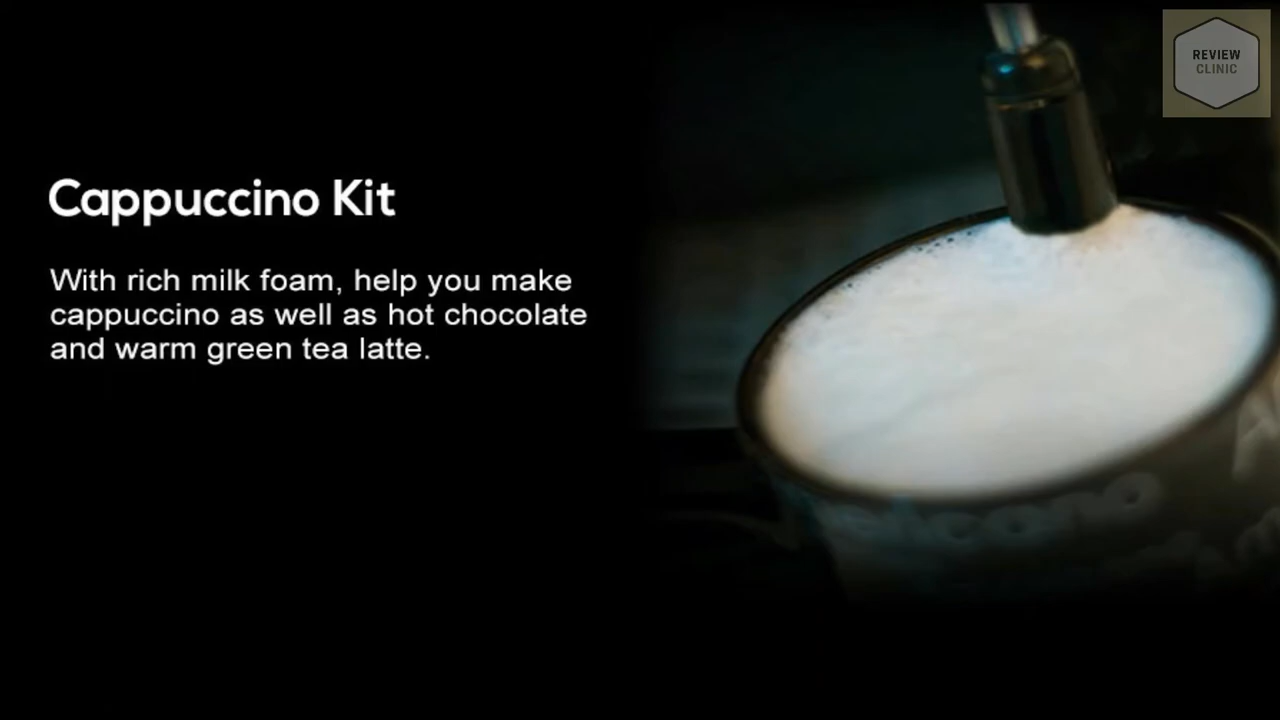 REVIEW
CLINIC
Cappuccino Kit
With rich milk foam, help you make
cappuccino as well as hot chocolate
and warm green tea latte.